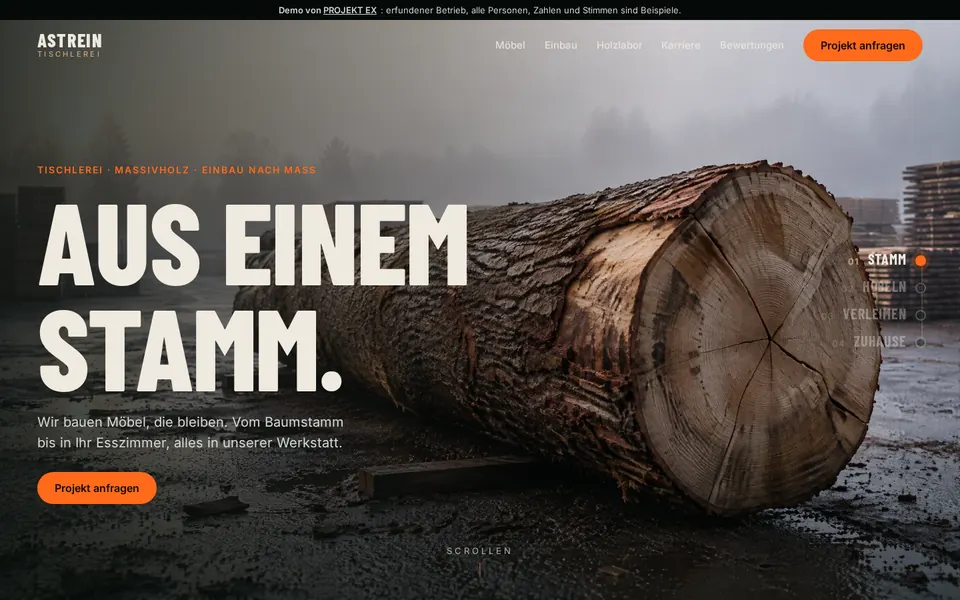 Demo von PROJEKT EX : erfundener Betrieb, alle Personen, Zahlen und Stimmen sind Beispiele.
ASTREIN
TISCHLEREI
Möbel Einbau Holzlabor Karriere Bewertungen Projekt anfragen
TISCHLEREI · MASSIVHOLZ · EINBAU NACH MASS
AUS EINEM
STAMM.
Wir bauen Möbel, die bleiben. Vom Baumstamm
bis in Ihr Esszimmer, alles in unserer Werkstatt.
Projekt anfragen
01 STAMM
HOBELN
VERLEIHEN
04 ZUHAUSE
SCROLLEN